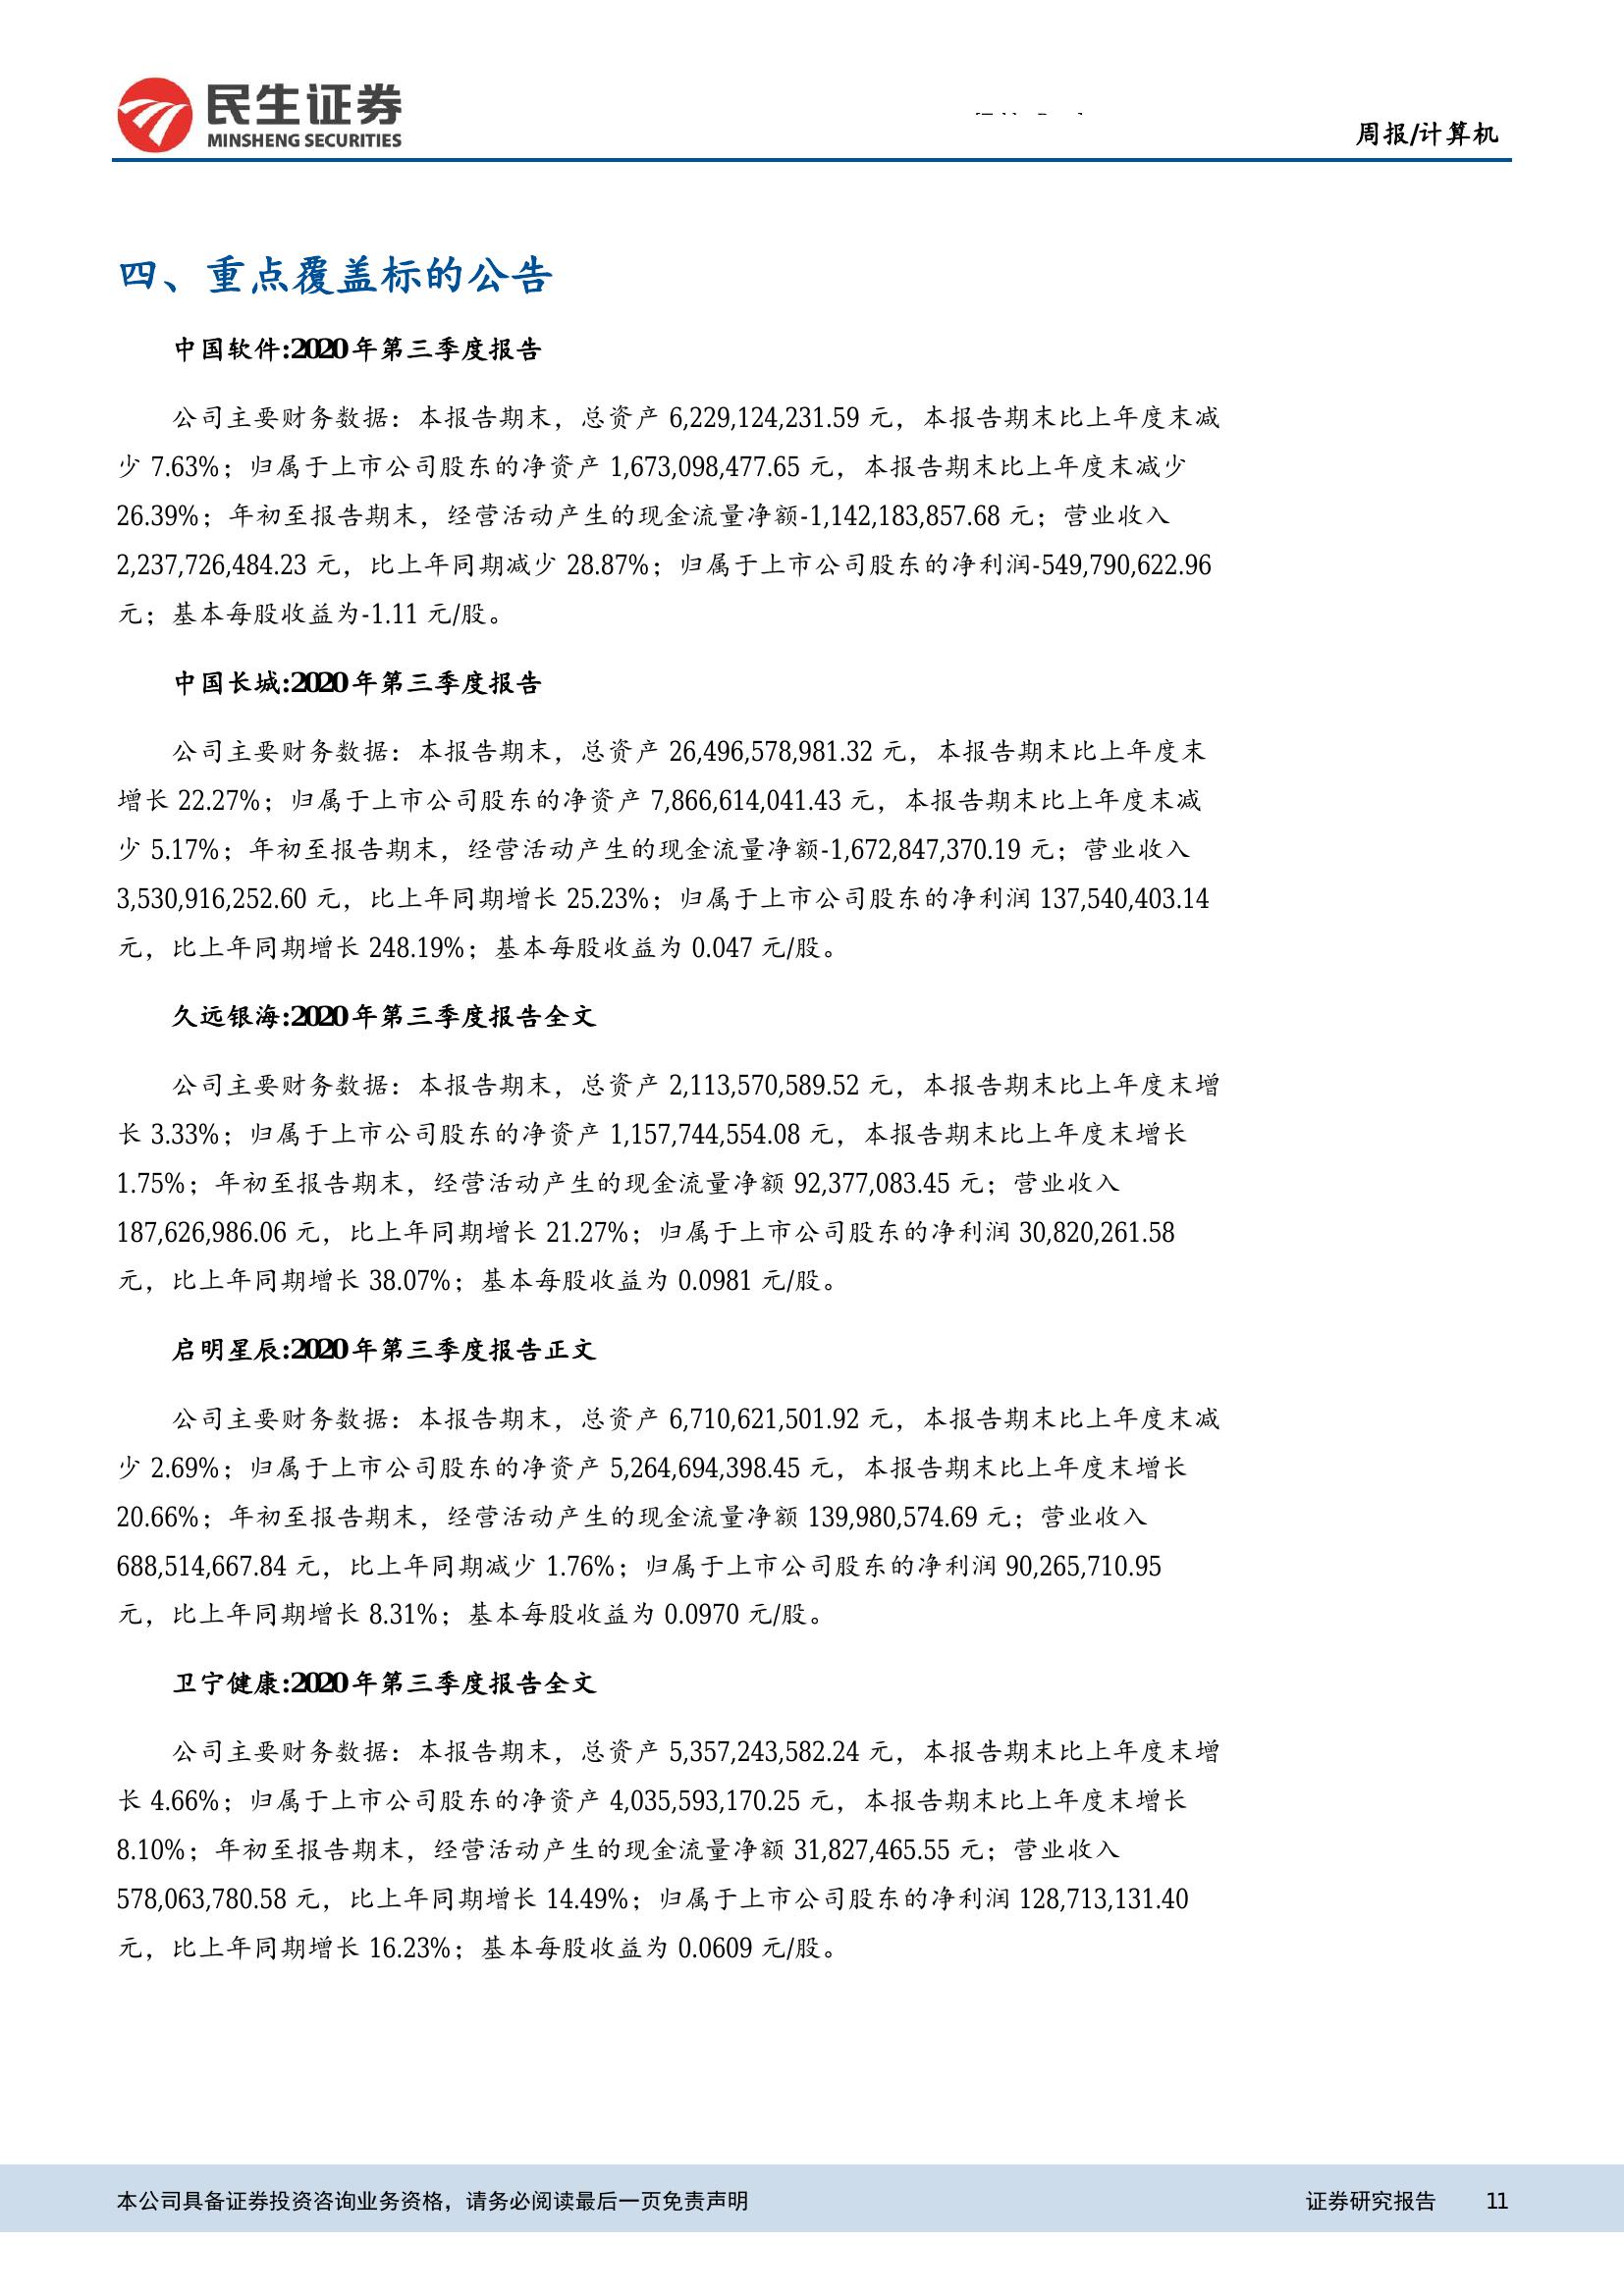 民生证券
MINSHENG SECURITIES
周报/计算机
四、重点覆盖标的公告
中国软件:2020年第三季度报告
公司主要财务数据：本报告期末，总资产 6,229,124,231.59 元，本报告期末比上年度末减
少 7.63%；归属于上市公司股东的净资产 1,673,098,477.65 元，本报告期末比上年度末减少
26.39%；年初至报告期末，经营活动产生的现金流量净额-1,142,183,857.68 元；营业收入
2,237,726,484.23 元，比上年同期减少 28.87%；归属于上市公司股东的净利润-549,790,622.96
元；基本每股收益为-1.11 元/股。
中国长城:2020年第三季度报告
公司主要财务数据：本报告期末，总资产 26,496,578,981.32 元，本报告期末比上年度末
增长 22.27%；归属于上市公司股东的净资产 7,866,614,041.43 元，本报告期末比上年度末减
少 5.17%；年初至报告期末，经营活动产生的现金流量净额-1,672,847,370.19 元；营业收入
3,530,916,252.60 元，比上年同期增长 25.23%；归属于上市公司股东的净利润 137,540,403.14
元，比上年同期增长 248.19%；基本每股收益为 0.047 元/股。
久远银海:2020年第三季度报告全文
公司主要财务数据：本报告期末，总资产 2,113,570,589.52 元，本报告期末比上年度末增
长 3.33%；归属于上市公司股东的净资产 1,157,744,554.08 元，本报告期末比上年度末增长
1.75%；年初至报告期末，经营活动产生的现金流量净额 92,377,083.45 元；营业收入
187,626,986.06 元，比上年同期增长 21.27%；归属于上市公司股东的净利润 30,820,261.58
元，比上年同期增长 38.07%；基本每股收益为 0.0981 元/股。
启明星辰:2020年第三季度报告正文
公司主要财务数据：本报告期末，总资产 6,710,621,501.92 元，本报告期末比上年度末减
少 2.69%；归属于上市公司股东的净资产 5,264,694,398.45 元，本报告期末比上年度末增长
20.66%；年初至报告期末，经营活动产生的现金流量净额 139,980,574.69 元；营业收入
688,514,667.84 元，比上年同期减少 1.76%；归属于上市公司股东的净利润 90,265,710.95
元，比上年同期增长 8.31%；基本每股收益为 0.0970 元/股。
卫宁健康:2020年第三季度报告全文
公司主要财务数据：本报告期末，总资产 5,357,243,582.24 元，本报告期末比上年度末增
长 4.66%；归属于上市公司股东的净资产 4,035,593,170.25 元，本报告期末比上年度末增长
8.10%；年初至报告期末，经营活动产生的现金流量净额 31,827,465.55 元；营业收入
578,063,780.58 元，比上年同期增长 14.49%；归属于上市公司股东的净利润 128,713,131.40
元，比上年同期增长 16.23%；基本每股收益为 0.0609 元/股。
本公司具备证券投资咨询业务资格，请务必阅读最后一页免责声明
证券研究报告 11